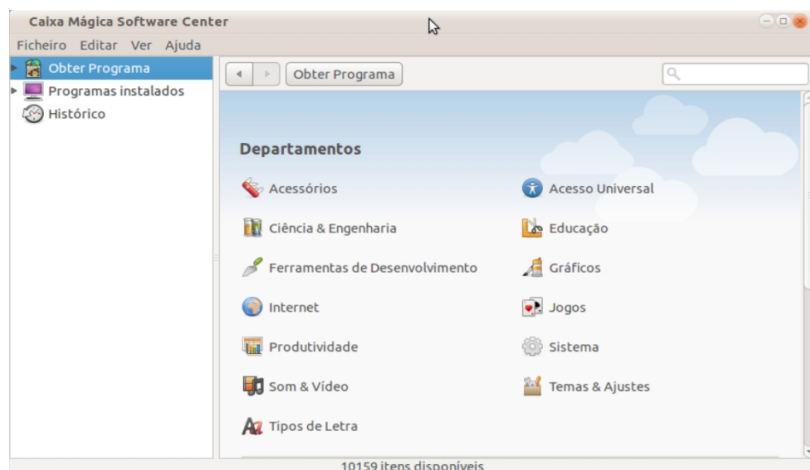 Caixa Mágica Software Center
Ficheiro Editar Ver Ajuda
Obter Programa
Programas instalados
Histórico
Obter Programa
Departamentos
Acessórios
Acesso Universal
Ciência & Engenharia
Educação
Ferramentas de Desenvolvimento
Gráficos
Internet
Jogos
Produtividade
Sistema
Som & Vídeo
Temas & Ajustes
Tipos de Letra
10159 itens disponíveis